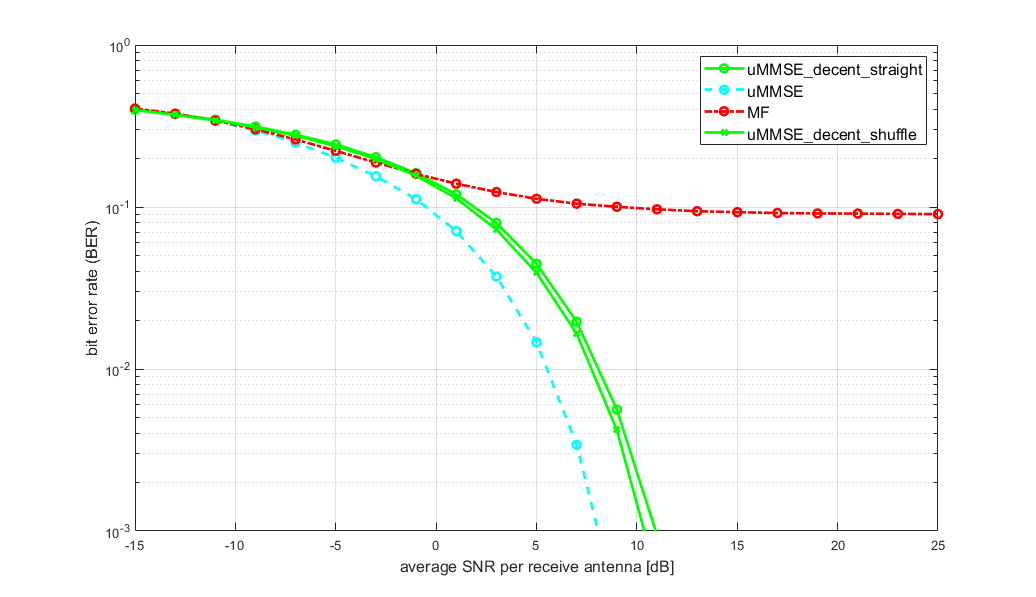 uMMSE_decent_straight
uMMSE
MF
uMMSE_decent_shuffle
bit error rate (BER)
10^0
10^-1
10^-2
10^-3
-15 -10 -5 0 5 10 15 20 25
average SNR per receive antenna [dB]